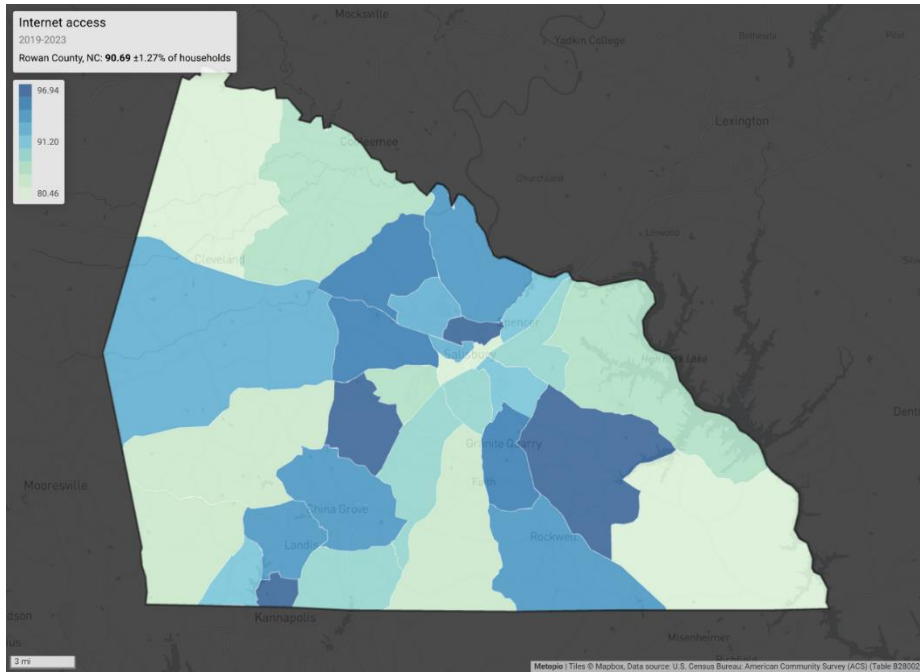 Internet access
2019-2023
Rowan County, NC: 90.69 ±1.27% of households
96.94
91.20
80.46
Mocksville
Yadkin College
Bethesda
Lexington
Cooleemee
Churchland
Linwood
Cleveland
Spencer
Salisbury
High Rock Lake
Granite Quarry
Mooresville
Faith
China Grove
Rockwell
Landis
Kannapolis
Misenheimer
3 mi
Metopio | Tiles © Mapbox, Data source: U.S. Census Bureau: American Community Survey (ACS) (Table B28002